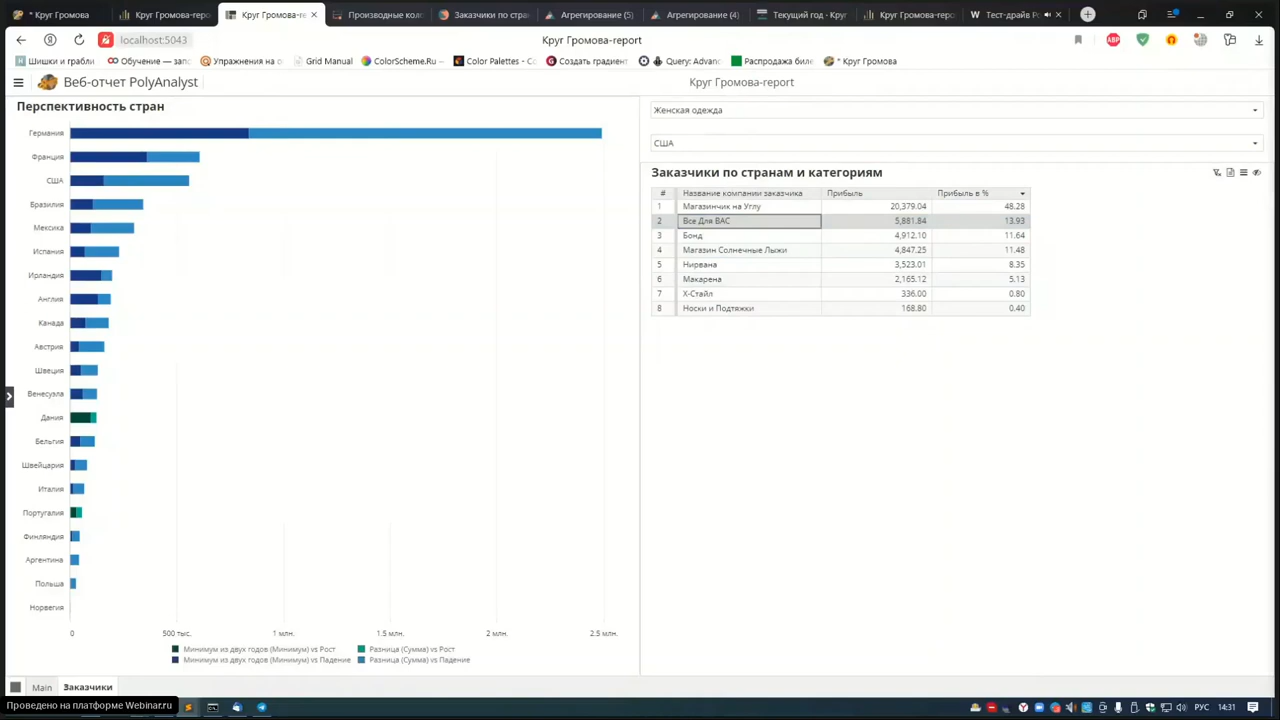 * Круг Громова
Круг Громова-repo
Круг Громова-re
Производные кол
Заказчики по стра
Агрегирование (5)
Агрегирование (4)
Текущий год - Круг
Круг Громова-repo
Тест-драйв Po
localhost:5043
Круг Громова-report
Шишки и грабли
Обучение — запо
Упражнения на о
Grid Manual
ColorScheme.Ru –
Color Palettes - Co
Создать градиент
jQuery: Advanc
Распродажа биле
* Круг Громова
Веб-отчет PolyAnalyst
Круг Громова-report
Перспективность стран
Германия
Франция
США
Бразилия
Мексика
Испания
Ирландия
Англия
Канада
Австрия
Швеция
Венесуэла
Дания
Бельгия
Швейцария
Италия
Португалия
Финляндия
Аргентина
Польша
Норвегия
0 500 тыс. 1 млн. 1.5 млн. 2 млн. 2.5 млн.
Минимум из двух годов (Минимум) vs Рост Разница (Сумма) vs Рост
Минимум из двух годов (Минимум) vs Падение Разница (Сумма) vs Падение
Женская одежда
США
Заказчики по странам и категориям
# Название компании заказчика Прибыль Прибыль в %
1 Магазинчик на Углу 20,379.04 48.28
2 Все Для ВАС 5,881.84 13.93
3 Бонд 4,912.10 11.64
4 Магазин Солнечные Лыжи 4,847.25 11.48
5 Нирвана 3,523.01 8.35
6 Макарена 2,165.12 5.13
7 X-Стайл 336.00 0.80
8 Носки и Подтяжки 168.80 0.40
Main Заказчики
Проведено на платформе Webinar.ru
РУС 14:31